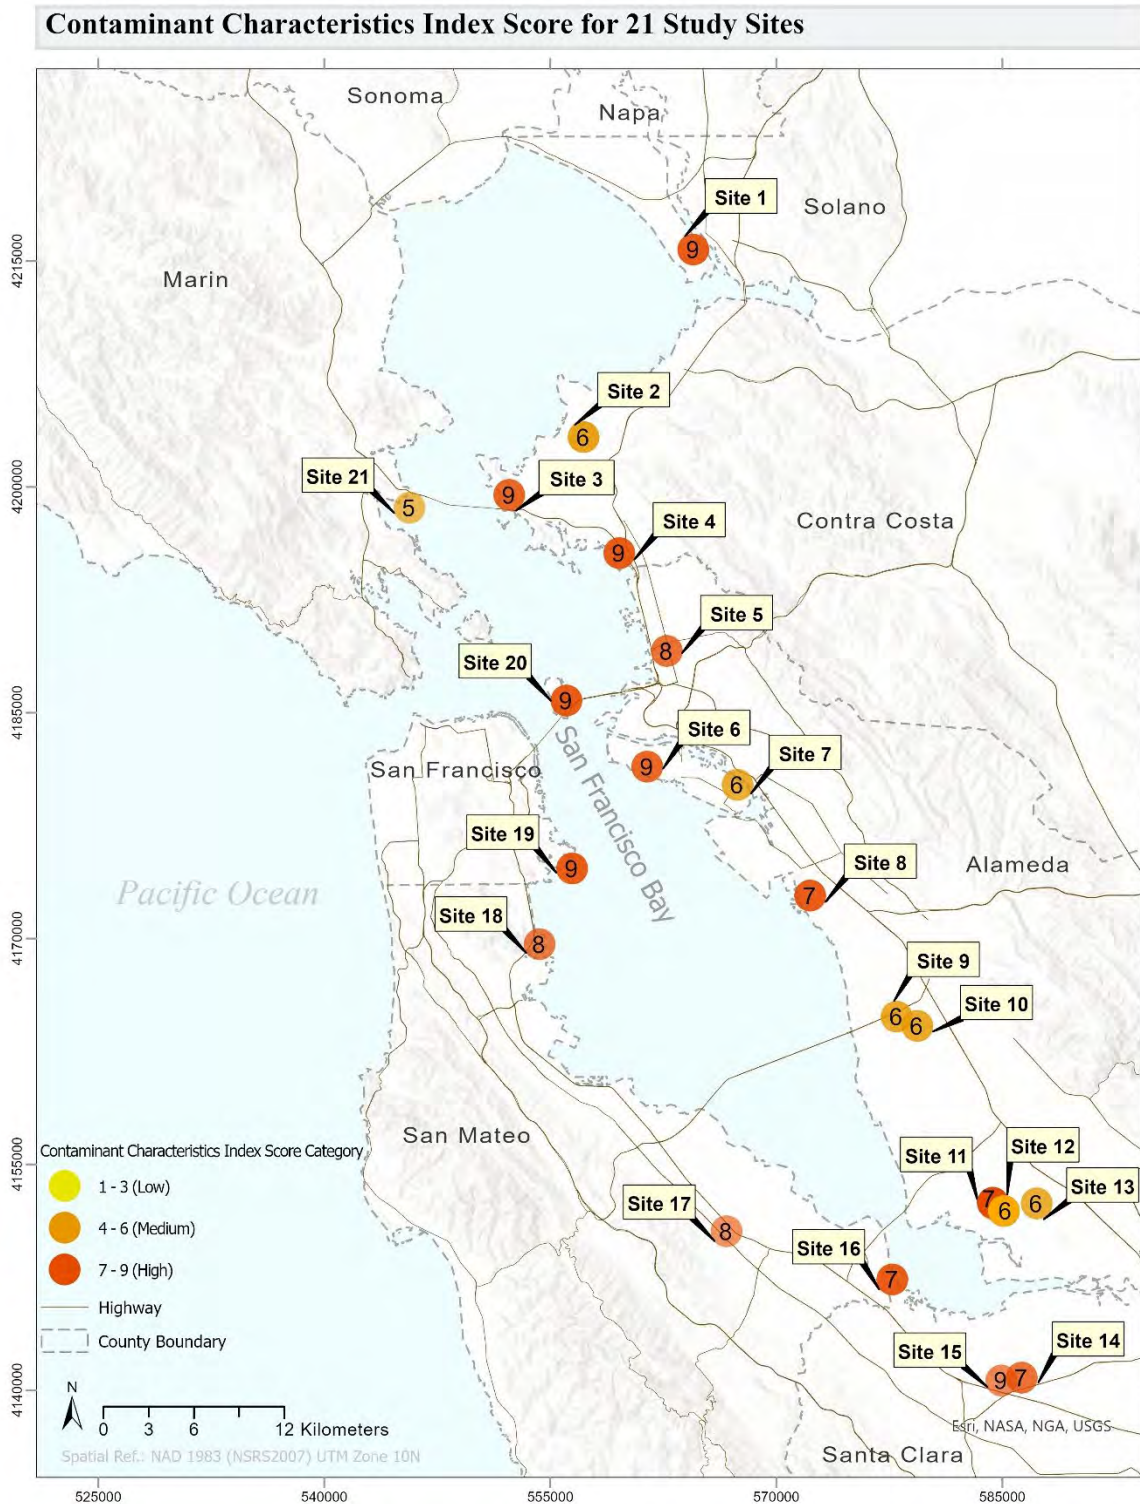 Contaminant Characteristics Index Score for 21 Study Sites
Sonoma
Napa
Site 1
Solano
9
4215000
Marin
Site 2
6
Site 21
Site 3
4200000
9
5
Site 4
Contra Costa
9
Site 5
8
Site 20
9
4185000
Site 6
San Francisco Bay
Site 7
San Francisco
9
6
Site 19
Site 8
Alameda
9
Pacific Ocean
7
Site 18
4170000
8
Site 9
Site 10
6
6
San Mateo
Contaminant Characteristics Index Score Category
Site 12
4155000
Site 11
1 - 3 (Low)
Site 13
7
6
6
Site 17
4 - 6 (Medium)
8
Site 16
7 - 9 (High)
7
Highway
County Boundary
Site 14
Site 15
4140000
9
7
N
0 3 6 12 Kilometers
Esri, NASA, NGA, USGS
Spatial Ref.: NAD 1983 (NSRS2007) UTM Zone 10N
Santa Clara
525000 540000 555000 570000 585000